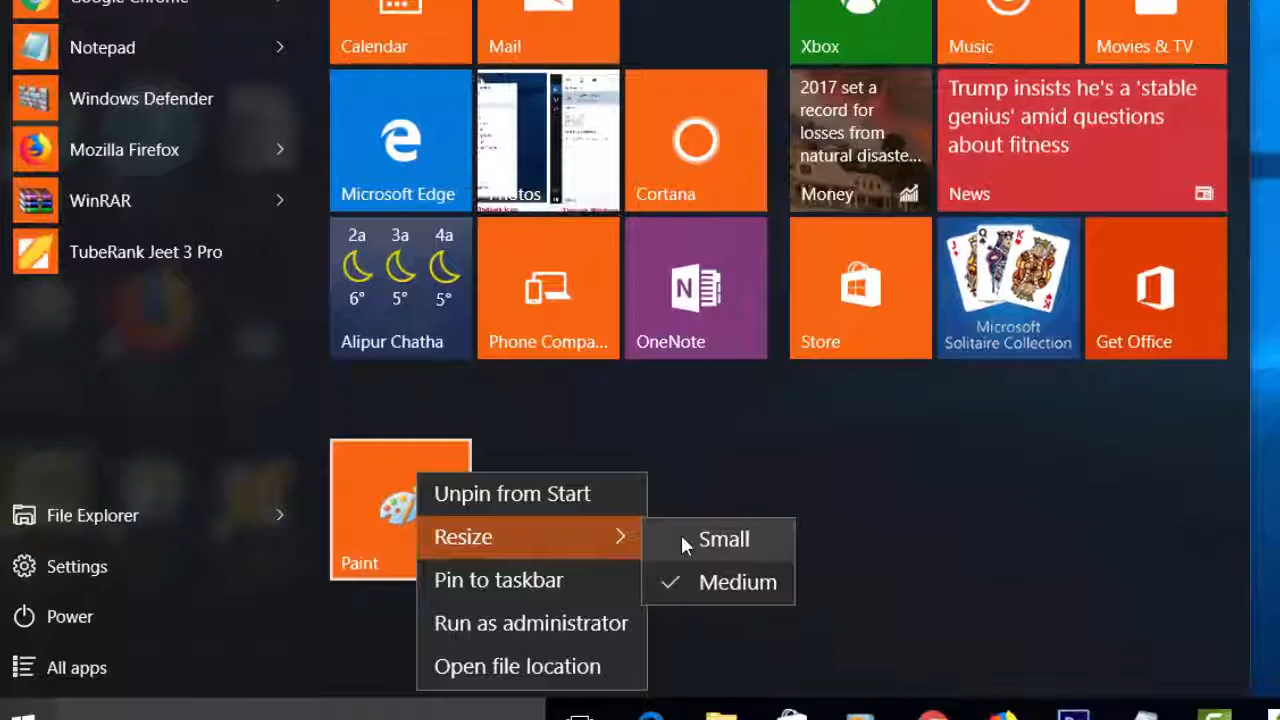 Google Chrome
Notepad
Windows Defender
Mozilla Firefox
WinRAR
TubeRank Jeet 3 Pro
File Explorer
Settings
Power
All apps
Calendar
Mail
Xbox
Music
Movies & TV
Microsoft Edge
Photos
Cortana
2017 set a
record for
losses from
natural disaste...
Money
Trump insists he's a 'stable
genius' amid questions
about fitness
News
2a 3a 4a
6° 5° 5°
Alipur Chatha
Phone Compa...
OneNote
Store
Microsoft
Solitaire Collection
Get Office
Paint
Unpin from Start
Resize
Pin to taskbar
Run as administrator
Open file location
Small
Medium